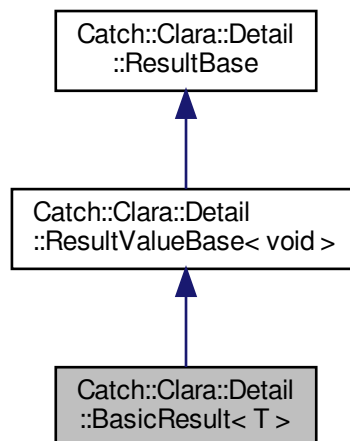 Catch::Clara::Detail
::ResultBase
Catch::Clara::Detail
::ResultValueBase< void >
Catch::Clara::Detail
::BasicResult< T >